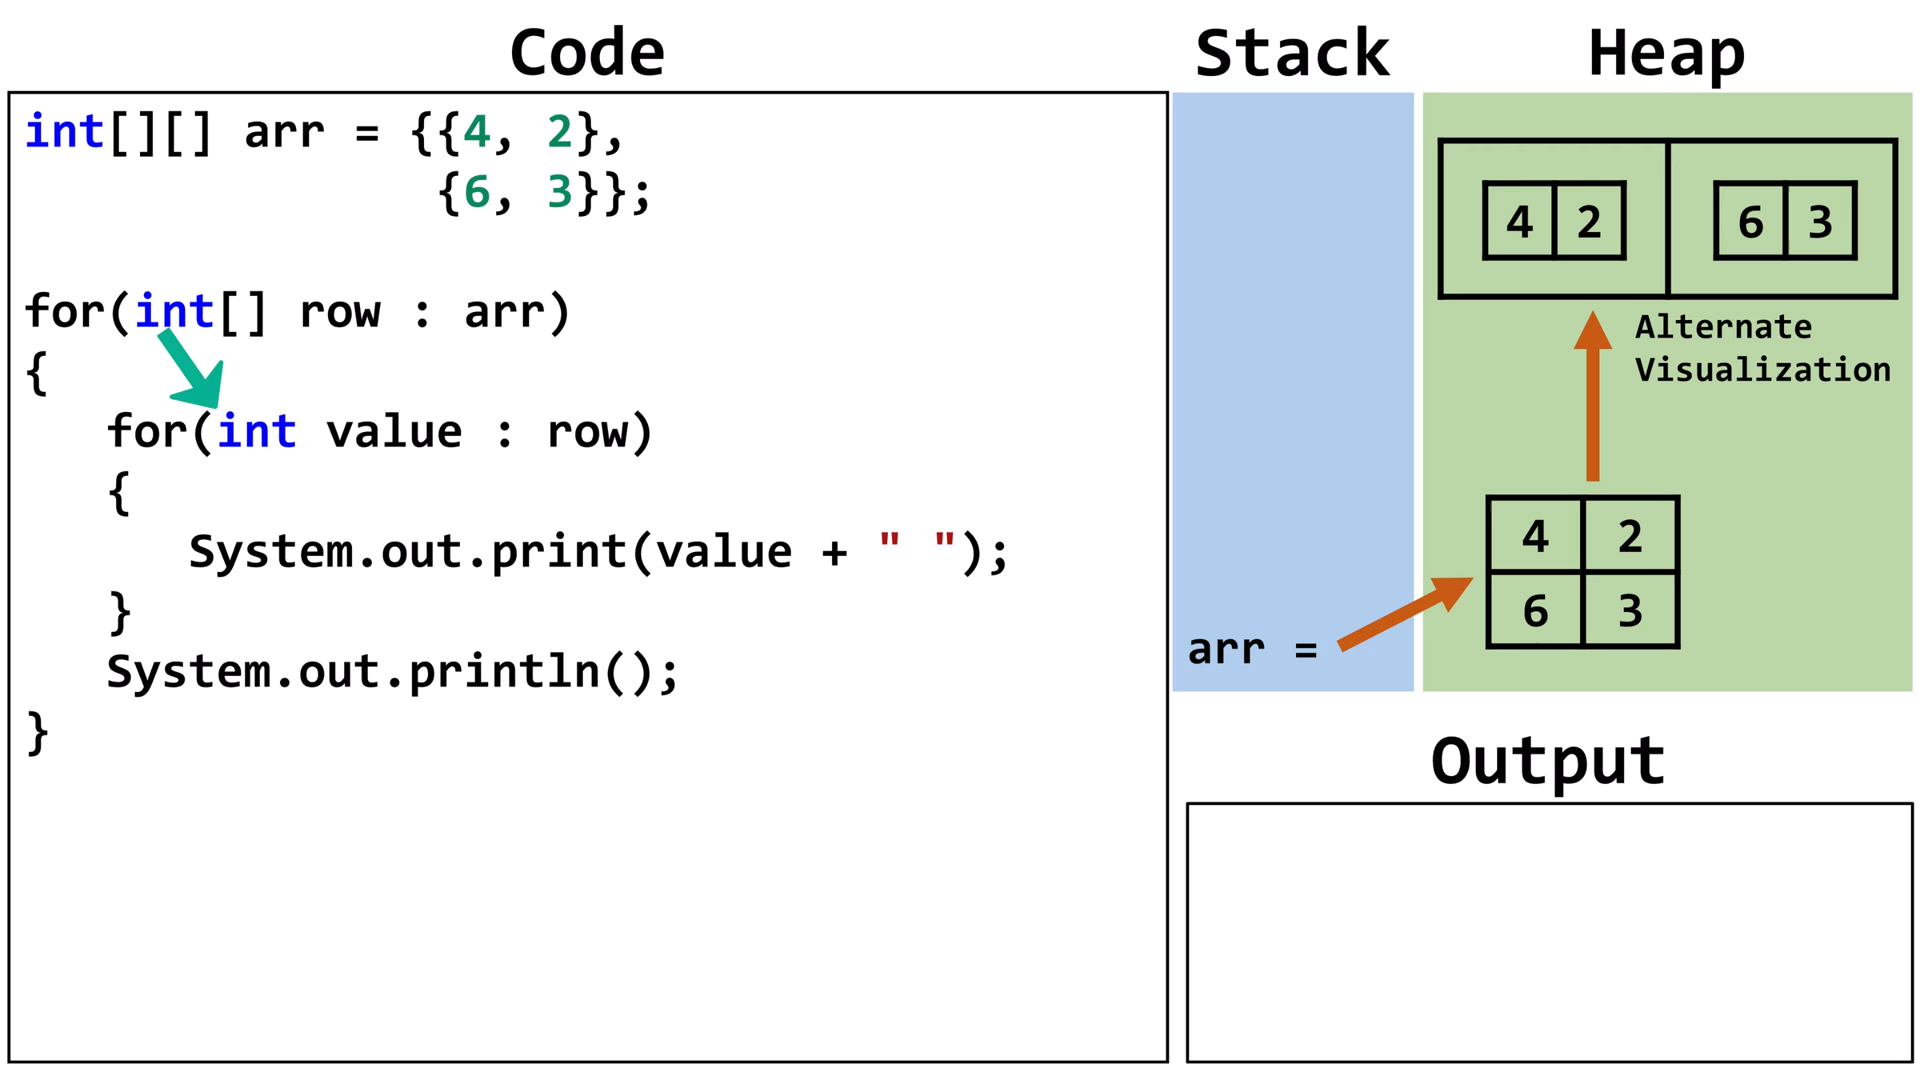 Code
int[][] arr = {{4, 2},
{6, 3}};
for(int[] row : arr)
{
for(int value : row)
{
System.out.print(value + " ");
}
System.out.println();
}
Stack
arr =
Heap
4 2 6 3
Alternate
Visualization
4 2
6 3
Output